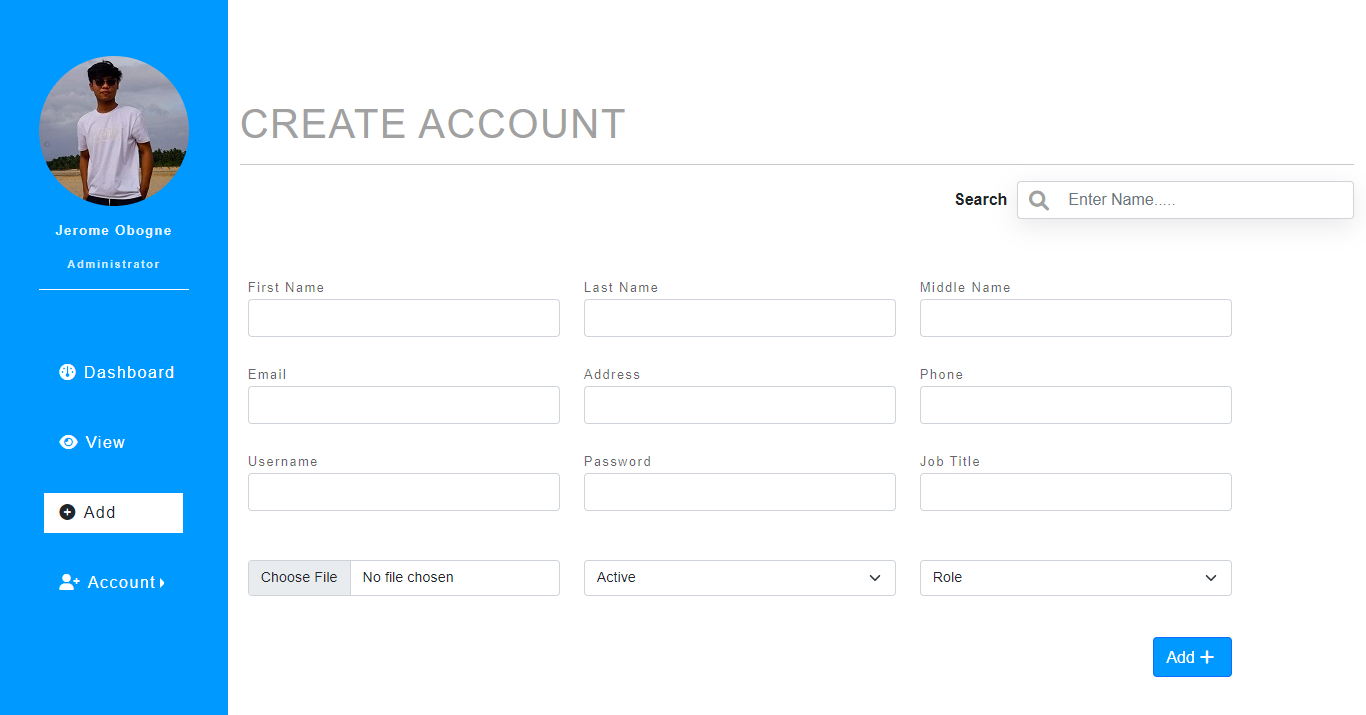 Jerome Obogne
Administrator
Dashboard
View
Add
Account
CREATE ACCOUNT
Search
Enter Name.....
First Name
Last Name
Middle Name
Email
Address
Phone
Username
Password
Job Title
Choose File No file chosen
Active
Role
Add +